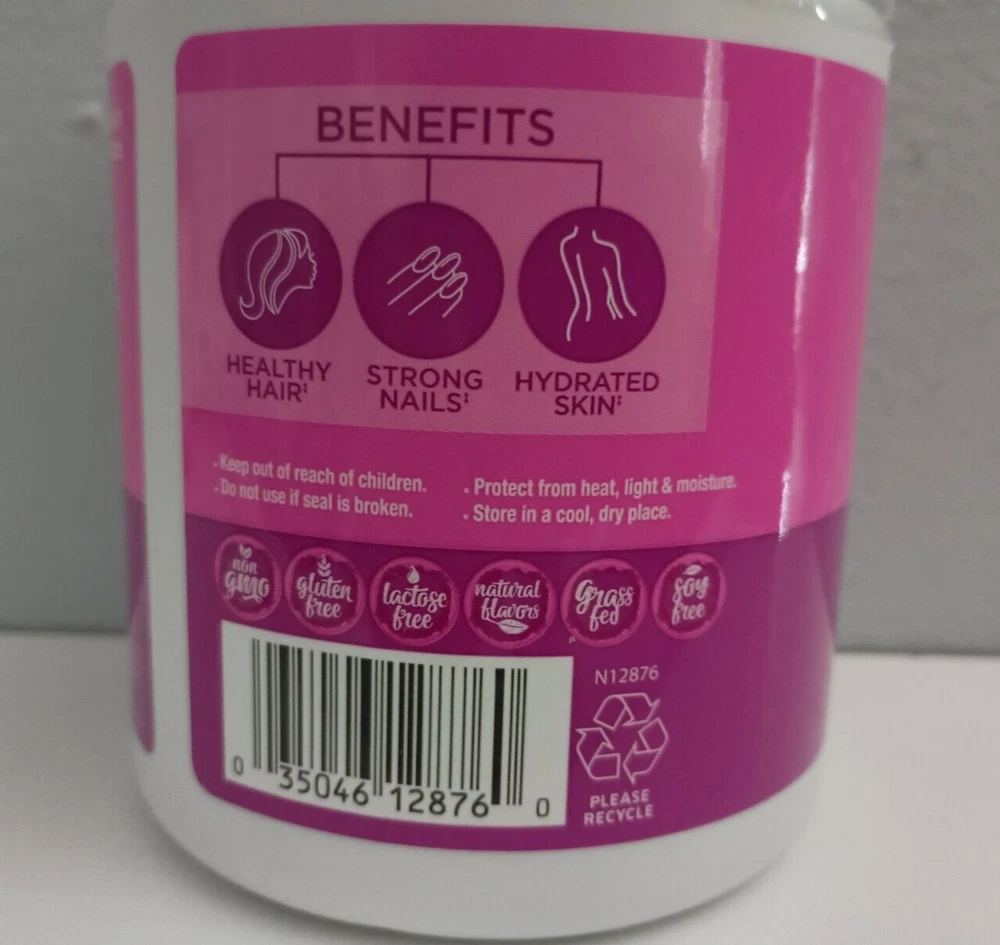 BENEFITS
HEALTHY
HAIR‡
STRONG
NAILS‡
HYDRATED
SKIN‡
• Keep out of reach of children.
• Do not use if seal is broken.
• Protect from heat, light & moisture.
• Store in a cool, dry place.
non
gmo
gluten
free
lactose
free
natural
flavors
Grass
fed
soy
free
N12876
0 35046 12876 0
PLEASE
RECYCLE